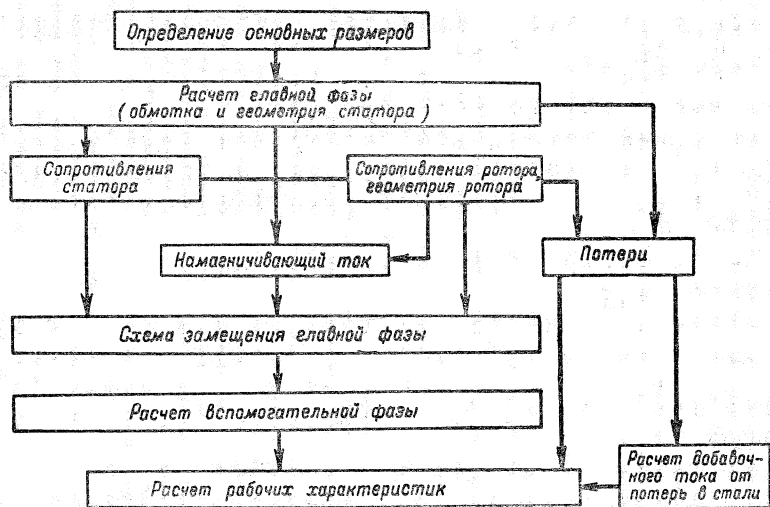 Определение основных размеров
Расчет главной фазы
(обмотка и геометрия статора)
Сопротивления
статора
Сопротивления ротора,
геометрия ротора
Намагничивающий ток
Потери
Схема замещения главной фазы
Расчет вспомогательной фазы
Расчет рабочих характеристик
Расчет добавоч-
ного тока от
потерь в стали